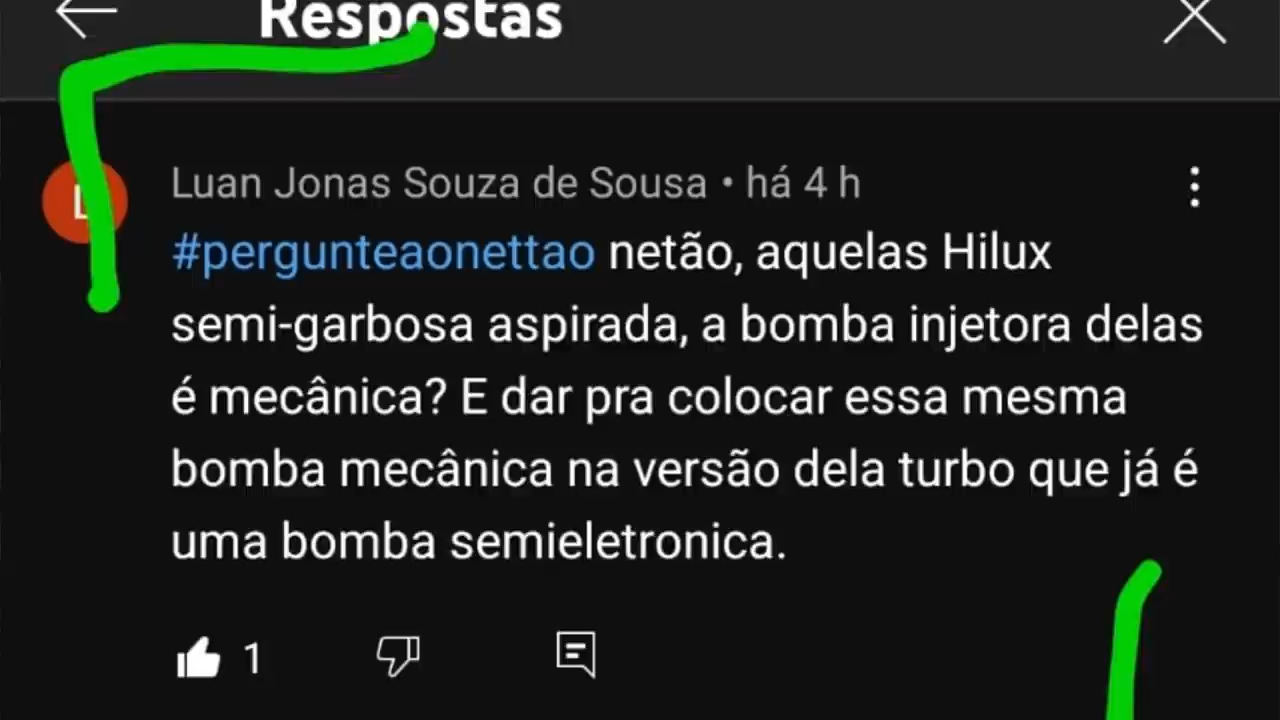 Respostas
Luan Jonas Souza de Sousa • há 4 h
#pergunteaonettao netão, aquelas Hilux
semi-garbosa aspirada, a bomba injetora delas
é mecânica? E dar pra colocar essa mesma
bomba mecânica na versão dela turbo que já é
uma bomba semieletronica.
1